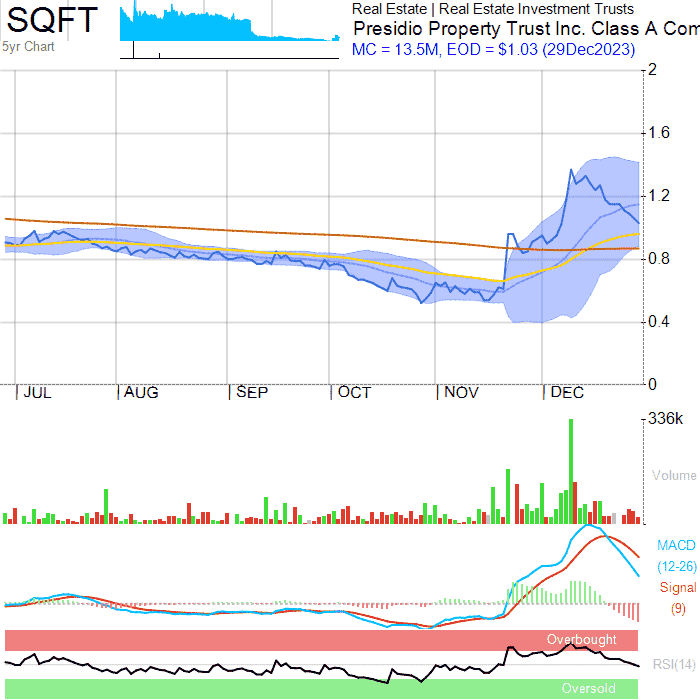 SQFT
5yr Chart
Real Estate | Real Estate Investment Trusts
Presidio Property Trust Inc. Class A Com
MC = 13.5M, EOD = $1.03 (29Dec2023)
2
1.6
1.2
0.8
0.4
0
JUL AUG SEP OCT NOV DEC
336k
Volume
MACD
(12-26)
Signal
(9)
Overbought
RSI(14)
Oversold